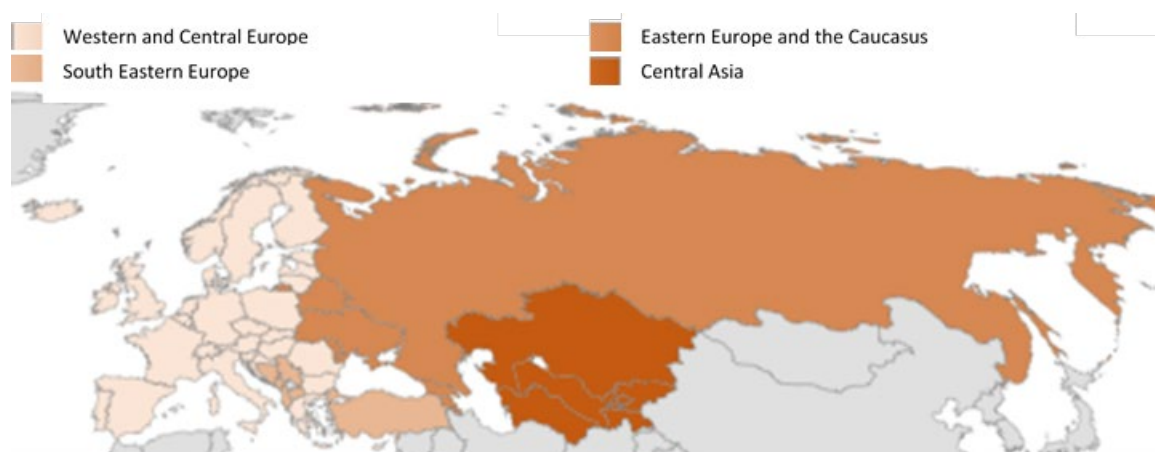 Western and Central Europe
South Eastern Europe
Eastern Europe and the Caucasus
Central Asia